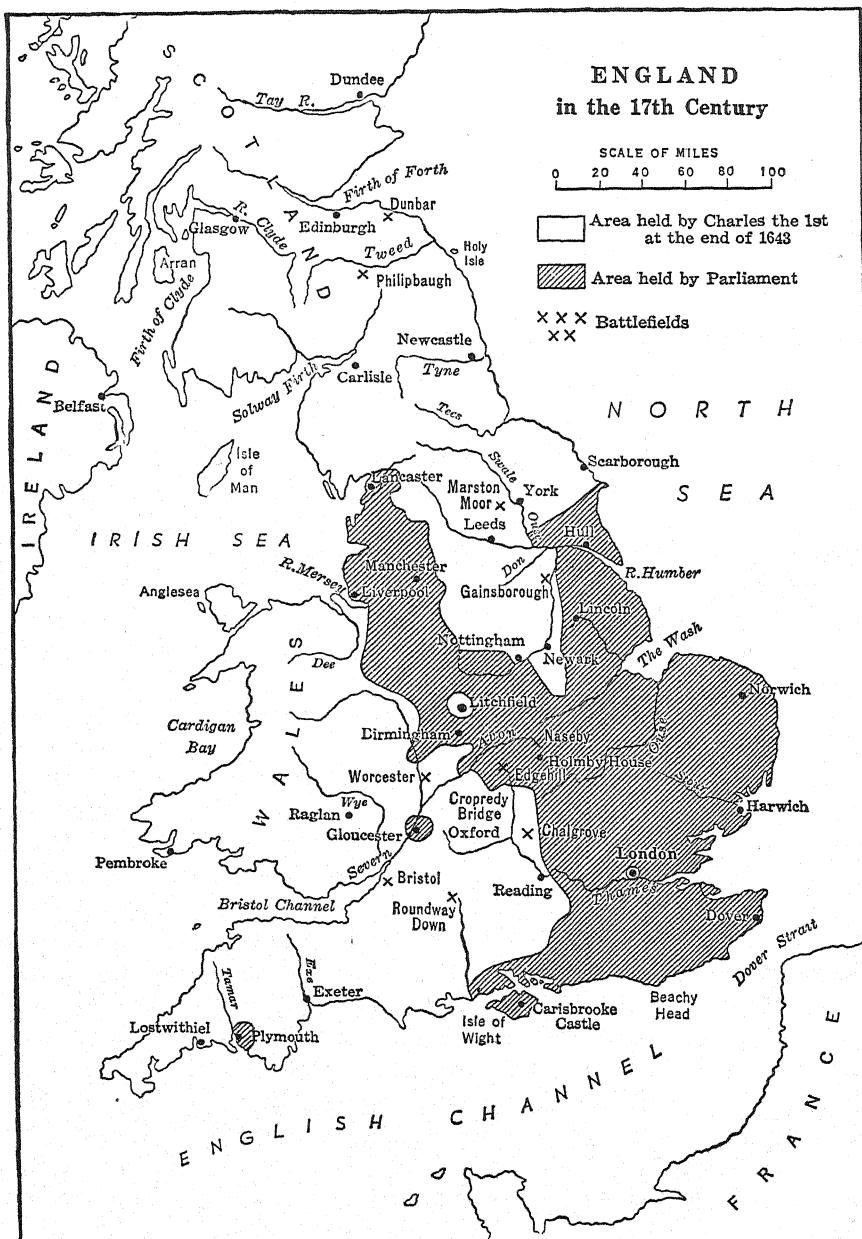 ENGLAND
in the 17th Century
SCALE OF MILES
0 20 40 60 80 100
Area held by Charles the 1st
at the end of 1643
Area held by Parliament
Battlefields
SCOTLAND
Dundee
Tay R.
Firth of Forth
Dunbar
Edinburgh
Glasgow
R. Clyde
Tweed
Holy
Isle
Arran
Philipbaugh
Firth of Clyde
Newcastle
Tyne
Carlisle
Solway Firth
Tees
IRELAND
Belfast
NORTH
SEA
Isle
of
Man
Scarborough
Swale
Lancaster
York
Marston
Moor
Leeds
Ouse
Hull
IRISH SEA
R. Mersey
Manchester
Liverpool
Don
R. Humber
Gainsborough
Lincoln
Anglesea
Dee
Nottingham
Newark
The Wash
WALES
Litchfield
Norwich
Cardigan
Bay
Birmingham
Avon
Naseby
Ouse
Holmby House
Worcester
Edgehill
Wye
Raglan
Cropredy
Bridge
Harwich
Gloucester
Oxford
Chalgrove
Pembroke
Severn
London
Bristol
Reading
Thames
Bristol Channel
Roundway
Down
Dover
Dover Strait
Tamar
Exe
Exeter
Carisbrooke
Castle
Beachy
Head
Isle of
Wight
Lostwithiel
Plymouth
ENGLISH CHANNEL
FRANCE